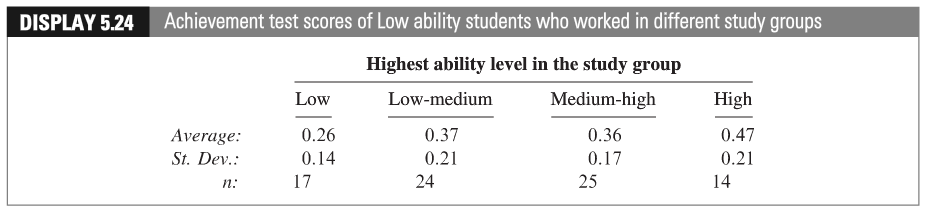 DISPLAY 5.24 Achievement test scores of Low ability students who worked in different study groups
Highest ability level in the study group
Low Low-medium Medium-high High
Average: 0.26 0.37 0.36 0.47
St. Dev.: 0.14 0.21 0.17 0.21
n: 17 24 25 14